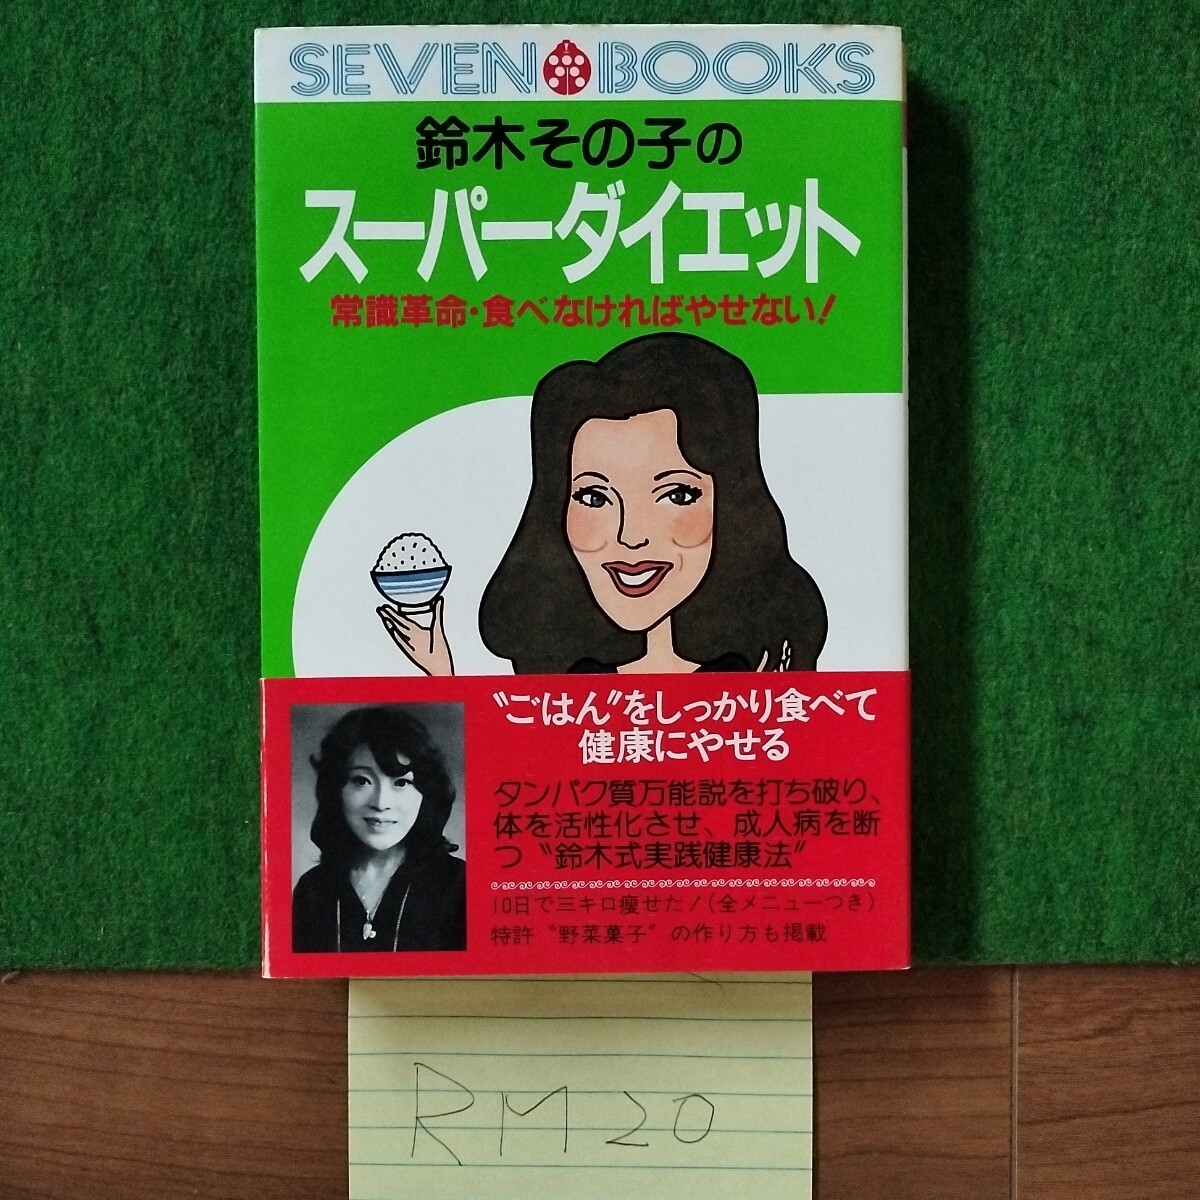 SEVEN BOOKS
鈴木その子の
スーパーダイエット
常識革命・食べなければやせない!
"ごはん"をしっかり食べて
健康にやせる
タンパク質万能説を打ち破り、
体を活性化させ、成人病を断
つ“鈴木式実践健康法”
10日で三キロ痩せた!(全メニューつき)
特許“野菜菓子”の作り方も掲載
RM20